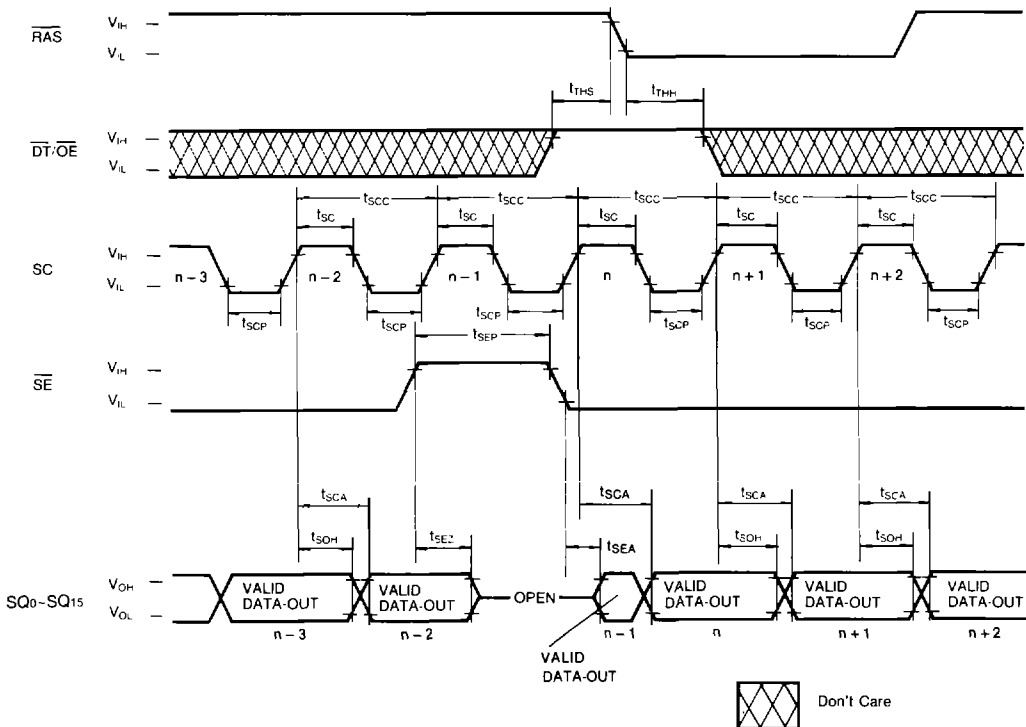 RAS
VIH
VIL
tTHS
tTHH
DT/OE
VIH
VIL
tSCC
tSCC
tSCC
tSCC
tSCC
tSC
tSC
tSC
tSC
tSC
SC
VIH
VIL
n-3
n-2
n-1
n
n+1
n+2
tSCP
tSCP
tSCP
tSCP
tSCP
tSCP
tSEP
SE
VIH
VIL
tSCA
tSCA
tSCA
tSCA
tSOH
tSEZ
tSEA
tSOH
tSOH
SQ0~SQ15
VOH
VOL
VALID
DATA-OUT
VALID
DATA-OUT
OPEN
VALID
DATA-OUT
VALID
DATA-OUT
VALID
DATA-OUT
n-3
n-2
n-1
n
n+1
n+2
VALID
DATA-OUT
Don't Care